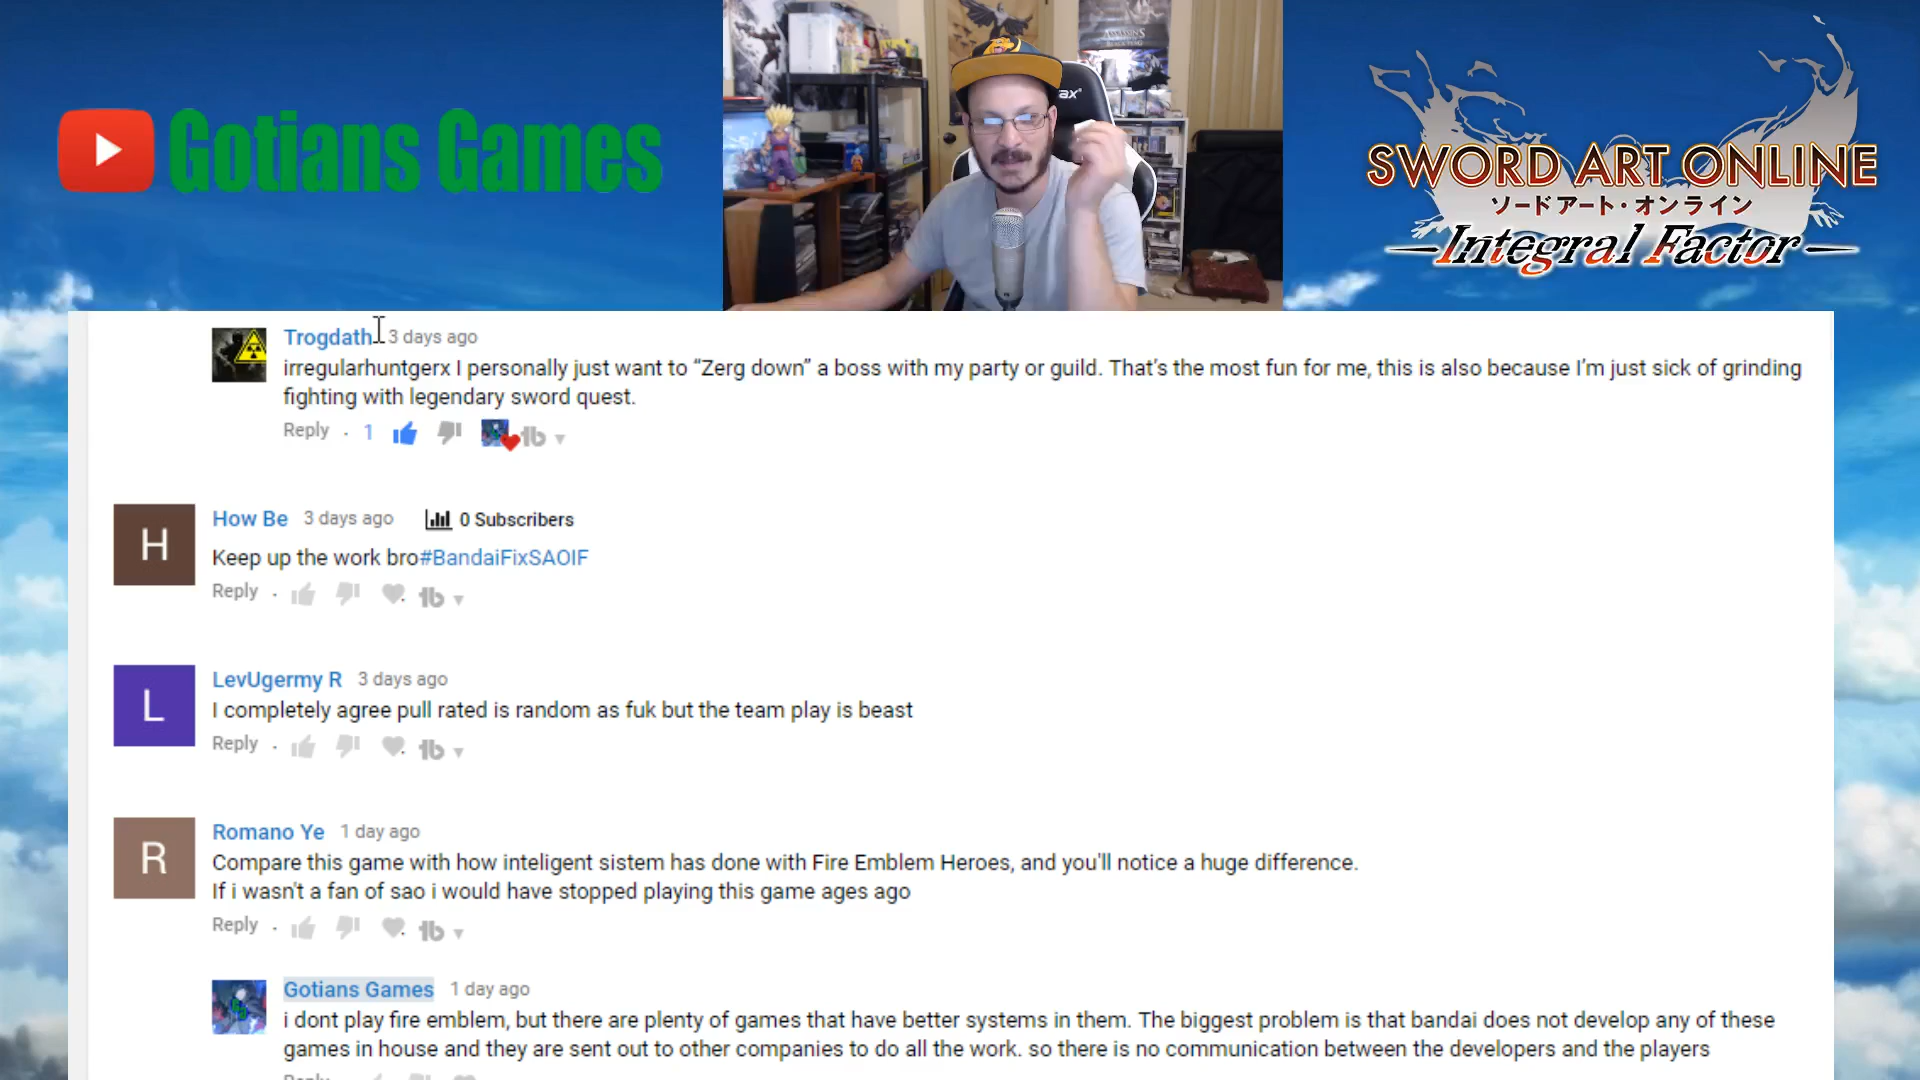 Gotians Games
ASSASSIN'S
ax
SWORD ART ONLINE
ソードアート・オンライン
Integral Factor
Trogdath 3 days ago
irregularhuntgerx I personally just want to “Zerg down” a boss with my party or guild. That’s the most fun for me, this is also because I’m just sick of grinding
fighting with legendary sword quest.
Reply · 1
H
How Be 3 days ago 0 Subscribers
Keep up the work bro#BandaiFixSAOIF
Reply ·
L
LevUgermy R 3 days ago
I completely agree pull rated is random as fuk but the team play is beast
Reply ·
R
Romano Ye 1 day ago
Compare this game with how inteligent sistem has done with Fire Emblem Heroes, and you'll notice a huge difference.
If i wasn't a fan of sao i would have stopped playing this game ages ago
Reply ·
Gotians Games 1 day ago
i dont play fire emblem, but there are plenty of games that have better systems in them. The biggest problem is that bandai does not develop any of these
games in house and they are sent out to other companies to do all the work. so there is no communication between the developers and the players
Reply